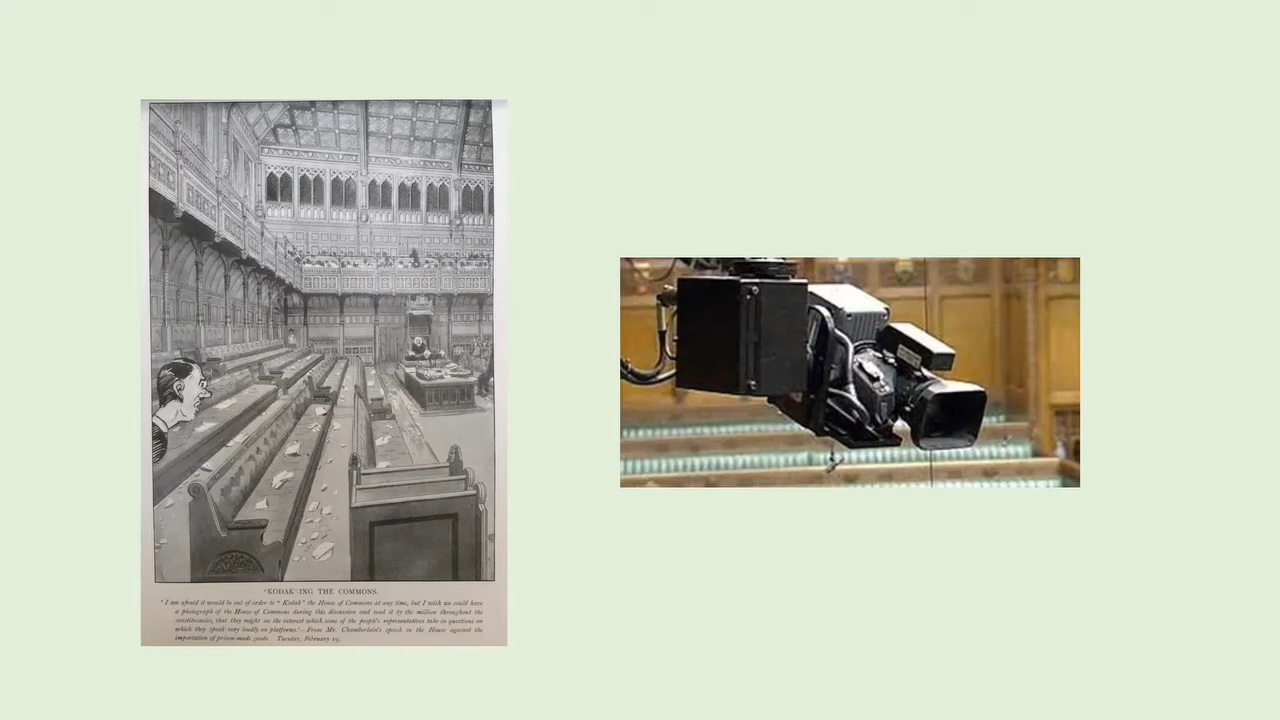 'KODAK'-ING THE COMMONS.
'I am afraid it would be out of order to "Kodak" the House of Commons at any time, but I wish we could have
a photograph of the House of Commons during this discussion and send it by the million throughout the
constituencies, that they might see the interest which some of the people's representatives take in questions on
which they speak very loudly on platforms.'—From Mr. Chamberlain's speech in the House against the
importation of prison-made goods. Tuesday, February 19.